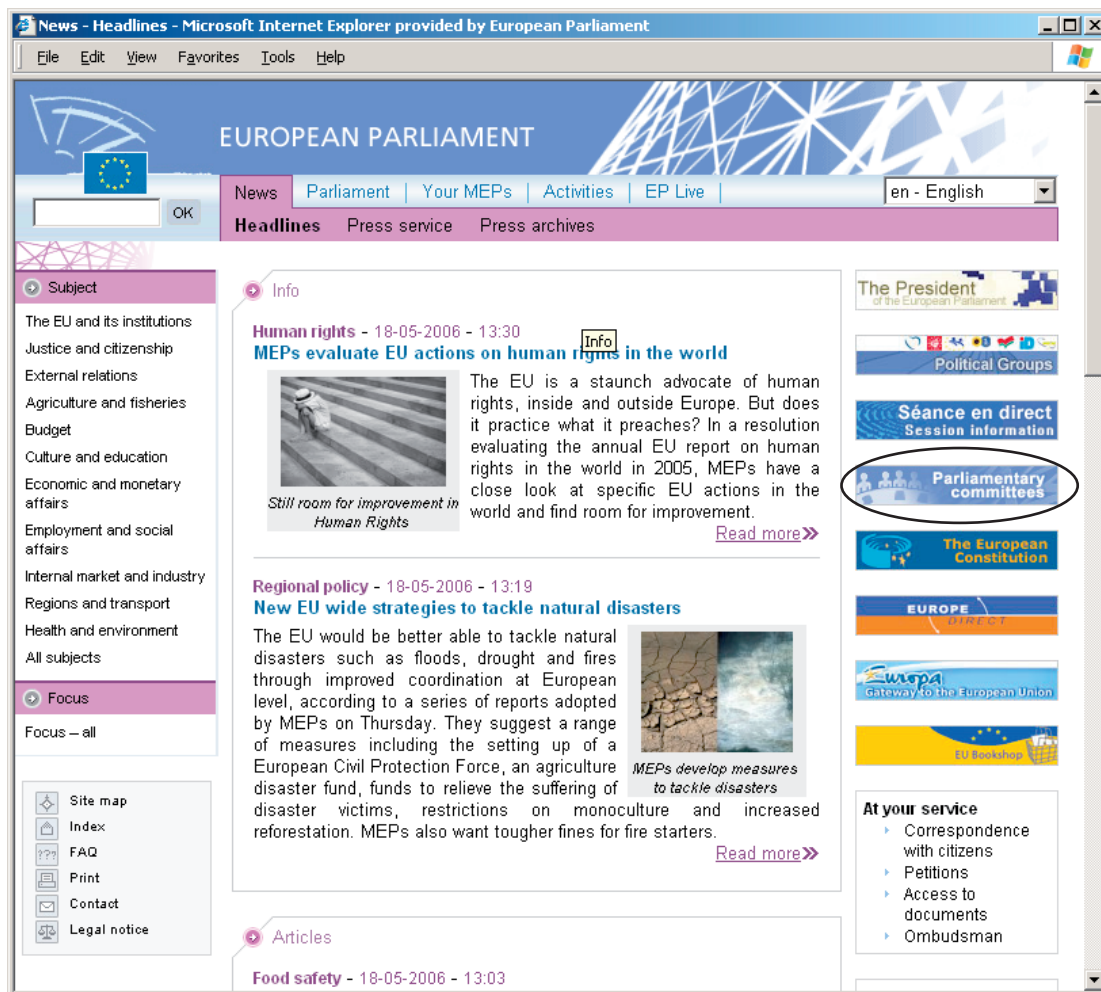 News - Headlines - Microsoft Internet Explorer provided by European Parliament
File Edit View Favorites Tools Help
EUROPEAN PARLIAMENT
OK
News Parliament | Your MEPs | Activities | EP Live |
en - English
Headlines Press service Press archives
Subject
The EU and its institutions
Justice and citizenship
External relations
Agriculture and fisheries
Budget
Culture and education
Economic and monetary
affairs
Employment and social
affairs
Internal market and industry
Regions and transport
Health and environment
All subjects
Focus
Focus – all
Site map
Index
??? FAQ
Print
Contact
Legal notice
Info
Human rights - 18-05-2006 - 13:30
Info
MEPs evaluate EU actions on human rights in the world
Still room for improvement in
Human Rights
The EU is a staunch advocate of human
rights, inside and outside Europe. But does
it practice what it preaches? In a resolution
evaluating the annual EU report on human
rights in the world in 2005, MEPs have a
close look at specific EU actions in the
world and find room for improvement.
Read more
Regional policy - 18-05-2006 - 13:19
New EU wide strategies to tackle natural disasters
The EU would be better able to tackle natural
disasters such as floods, drought and fires
through improved coordination at European
level, according to a series of reports adopted
by MEPs on Thursday. They suggest a range
of measures including the setting up of a
European Civil Protection Force, an agriculture
disaster fund, funds to relieve the suffering of
disaster victims, restrictions on monoculture and increased
reforestation. MEPs also want tougher fines for fire starters.
MEPs develop measures
to tackle disasters
Read more
Articles
Food safety - 18-05-2006 - 13:03
The President
of the European Parliament
Political Groups
Séance en direct
Session information
Parliamentary
committees
The European
Constitution
EUROPE
DIRECT
Europa
Gateway to the European Union
EU Bookshop
At your service
Correspondence
with citizens
Petitions
Access to
documents
Ombudsman